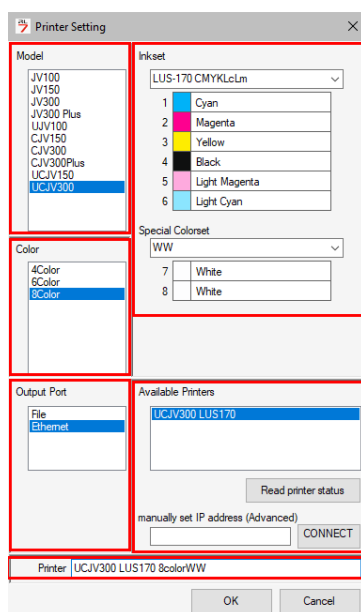 Printer Setting
Model
JV100
JV150
JV300
JV300 Plus
UJV100
CJV150
CJV300
CJV300Plus
UCJV150
UCJV300
Color
4Color
6Color
8Color
Output Port
File
Ethernet
Inkset
LUS-170 CMYKLcLm
1 Cyan
2 Magenta
3 Yellow
4 Black
5 Light Magenta
6 Light Cyan
Special Colorset
WW
7 White
8 White
Available Printers
UCJV300 LUS170
Read printer status
manually set IP address (Advanced)
CONNECT
Printer UCJV300 LUS170 8colorWW
OK Cancel